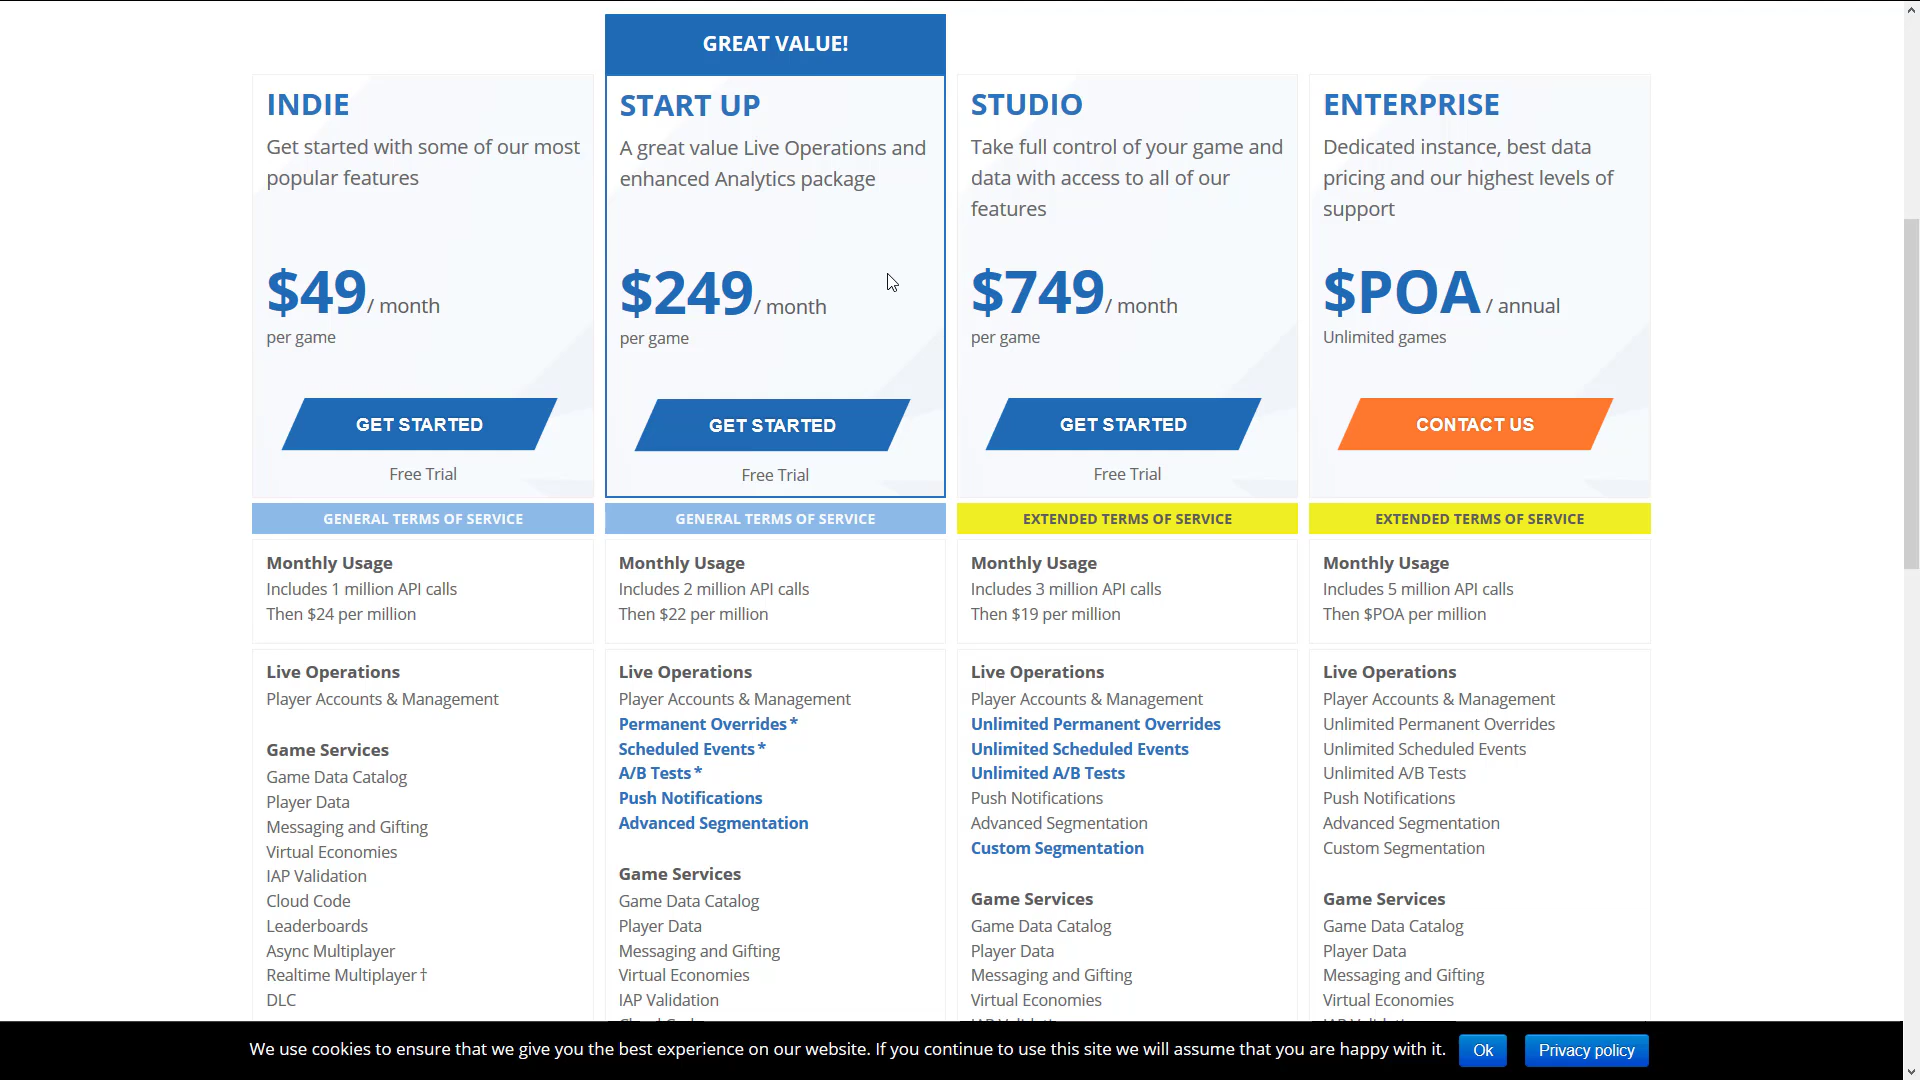 GREAT VALUE!
INDIE
Get started with some of our most
popular features
$49/ month
per game
GET STARTED
Free Trial
GENERAL TERMS OF SERVICE
Monthly Usage
Includes 1 million API calls
Then $24 per million
Live Operations
Player Accounts & Management
Game Services
Game Data Catalog
Player Data
Messaging and Gifting
Virtual Economies
IAP Validation
Cloud Code
Leaderboards
Async Multiplayer
Realtime Multiplayer †
DLC
START UP
A great value Live Operations and
enhanced Analytics package
$249/ month
per game
GET STARTED
Free Trial
GENERAL TERMS OF SERVICE
Monthly Usage
Includes 2 million API calls
Then $22 per million
Live Operations
Player Accounts & Management
Permanent Overrides *
Scheduled Events *
A/B Tests *
Push Notifications
Advanced Segmentation
Game Services
Game Data Catalog
Player Data
Messaging and Gifting
Virtual Economies
IAP Validation
STUDIO
Take full control of your game and
data with access to all of our
features
$749/ month
per game
GET STARTED
Free Trial
EXTENDED TERMS OF SERVICE
Monthly Usage
Includes 3 million API calls
Then $19 per million
Live Operations
Player Accounts & Management
Unlimited Permanent Overrides
Unlimited Scheduled Events
Unlimited A/B Tests
Push Notifications
Advanced Segmentation
Custom Segmentation
Game Services
Game Data Catalog
Player Data
Messaging and Gifting
Virtual Economies
ENTERPRISE
Dedicated instance, best data
pricing and our highest levels of
support
$POA / annual
Unlimited games
CONTACT US
EXTENDED TERMS OF SERVICE
Monthly Usage
Includes 5 million API calls
Then $POA per million
Live Operations
Player Accounts & Management
Unlimited Permanent Overrides
Unlimited Scheduled Events
Unlimited A/B Tests
Push Notifications
Advanced Segmentation
Custom Segmentation
Game Services
Game Data Catalog
Player Data
Messaging and Gifting
Virtual Economies
We use cookies to ensure that we give you the best experience on our website. If you continue to use this site we will assume that you are happy with it. Ok Privacy policy